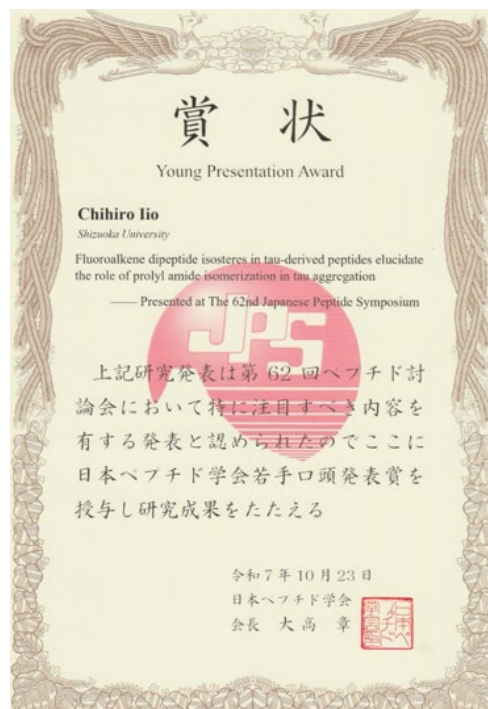 賞 状
Young Presentation Award
Chihiro Iio
Shizuoka University
Fluoroalkene dipeptide isosteres in tau-derived peptides elucidate
the role of prolyl amide isomerization in tau aggregation
—— Presented at The 62nd Japanese Peptide Symposium
JPS
上記研究発表は第 62 回ペプチド討
論会において特に注目すべき内容を
有する発表と認められたのでここに
日本ペプチド学会若手口頭発表賞を
授与し研究成果をたたえる
令和 7 年 10 月 23 日
日本ペプチド学会
会長 大高 章